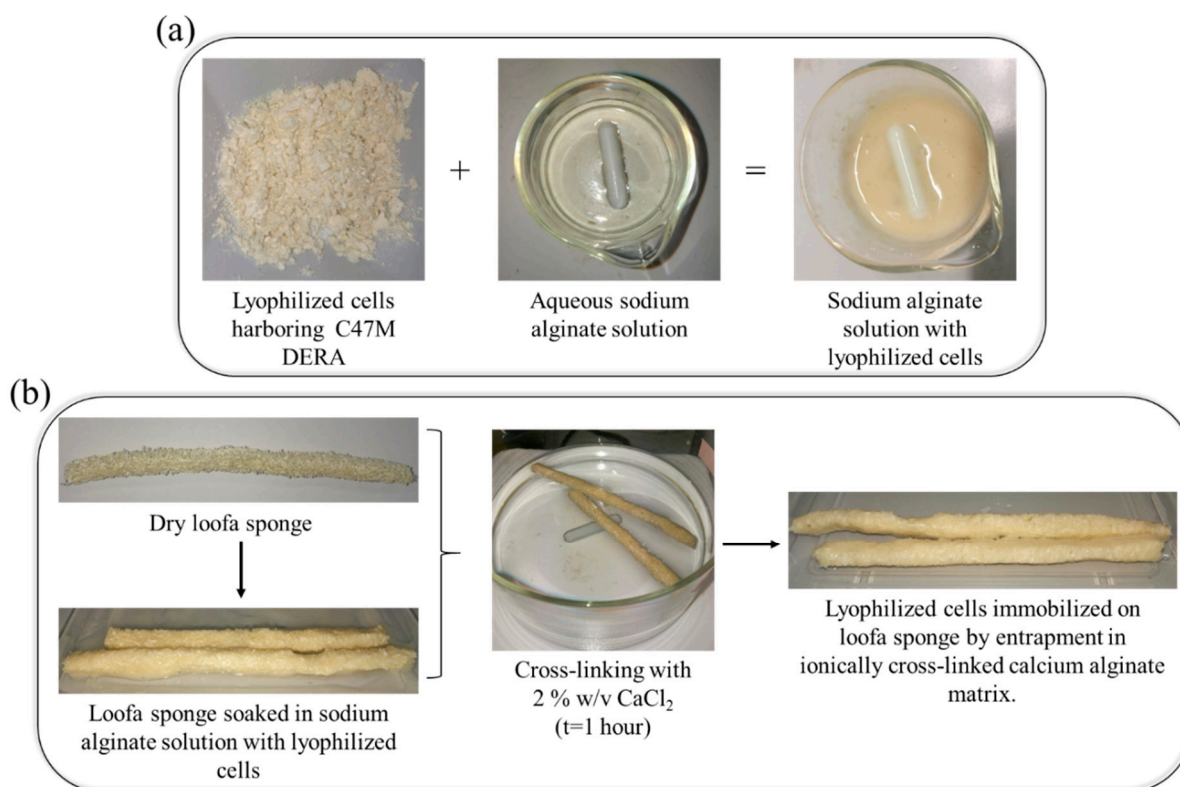 (a)
+
=
Lyophilized cells
harboring C47M
DERA
Aqueous sodium
alginate solution
Sodium alginate
solution with
lyophilized cells
(b)
Dry loofa sponge
Loofa sponge soaked in sodium
alginate solution with lyophilized
cells
Cross-linking with
2 % w/v CaCl₂
(t=1 hour)
Lyophilized cells immobilized on
loofa sponge by entrapment in
ionically cross-linked calcium alginate
matrix.